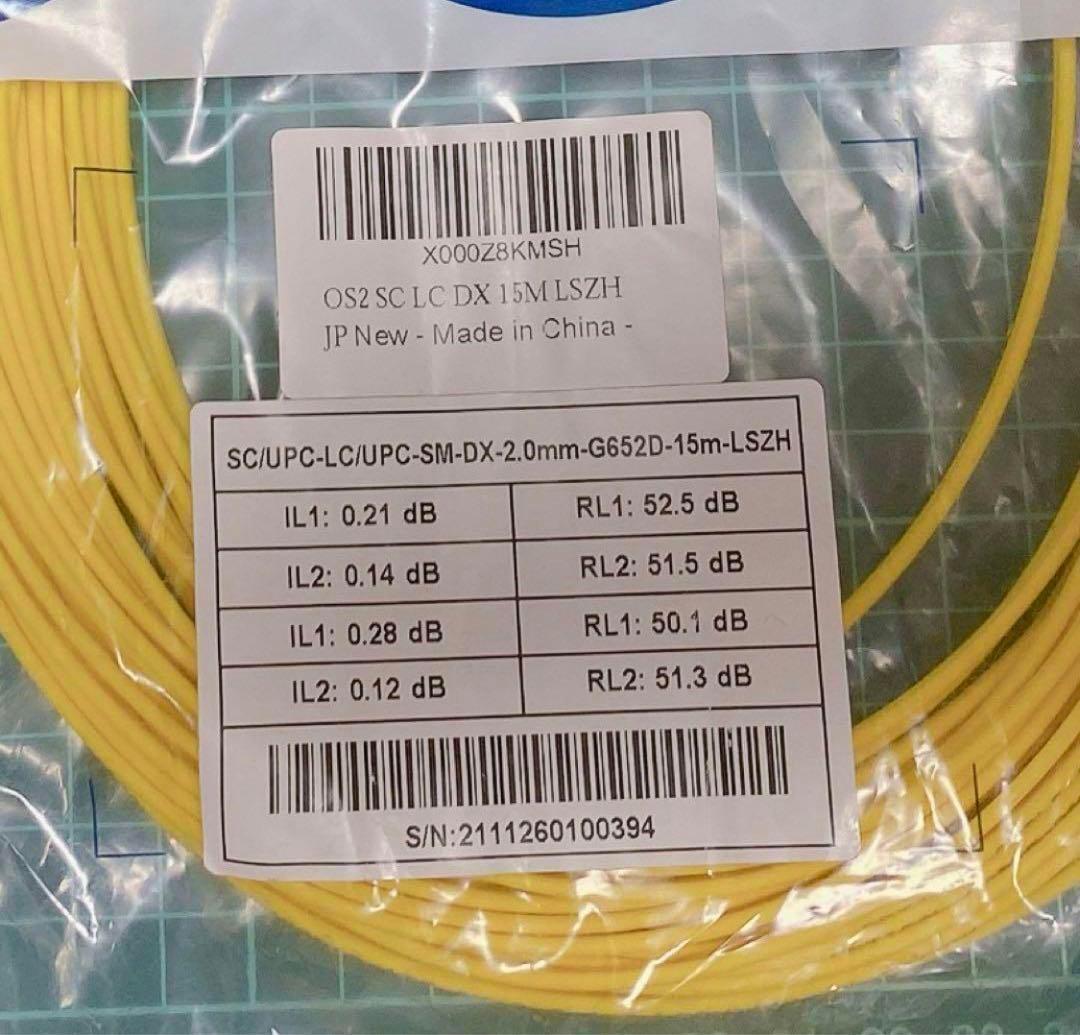 X000Z8KMSH
OS2 SC LC DX 15M LSZH
JP New - Made in China -
SC/UPC-LC/UPC-SM-DX-2.0mm-G652D-15m-LSZH
IL1: 0.21 dB RL1: 52.5 dB
IL2: 0.14 dB RL2: 51.5 dB
IL1: 0.28 dB RL1: 50.1 dB
IL2: 0.12 dB RL2: 51.3 dB
S/N:2111260100394